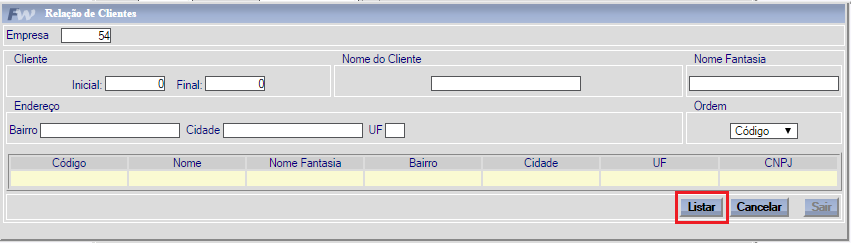 FW Relação de Clientes
Empresa 54
Cliente Nome do Cliente Nome Fantasia
Inicial: 0 Final: 0
Endereço Ordem
Bairro Cidade UF Código
Código Nome Nome Fantasia Bairro Cidade UF CNPJ
Listar Cancelar Sair